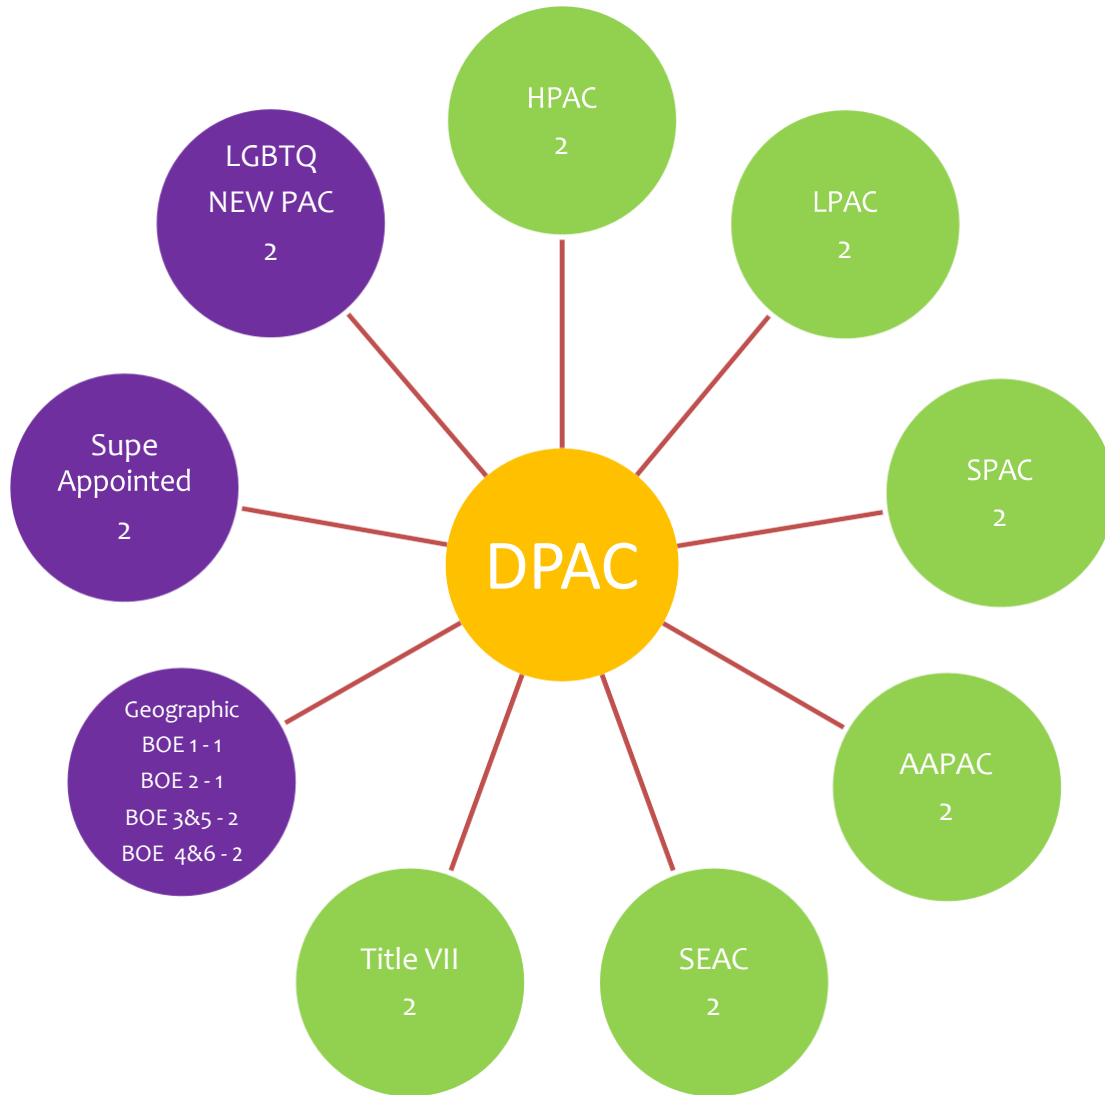 HPAC
2
LPAC
2
SPAC
2
AAPAC
2
SEAC
2
Title VII
2
Geographic
BOE 1 - 1
BOE 2 - 1
BOE 3&5 - 2
BOE 4&6 - 2
Supe
Appointed
2
LGBTQ
NEW PAC
2
DPAC